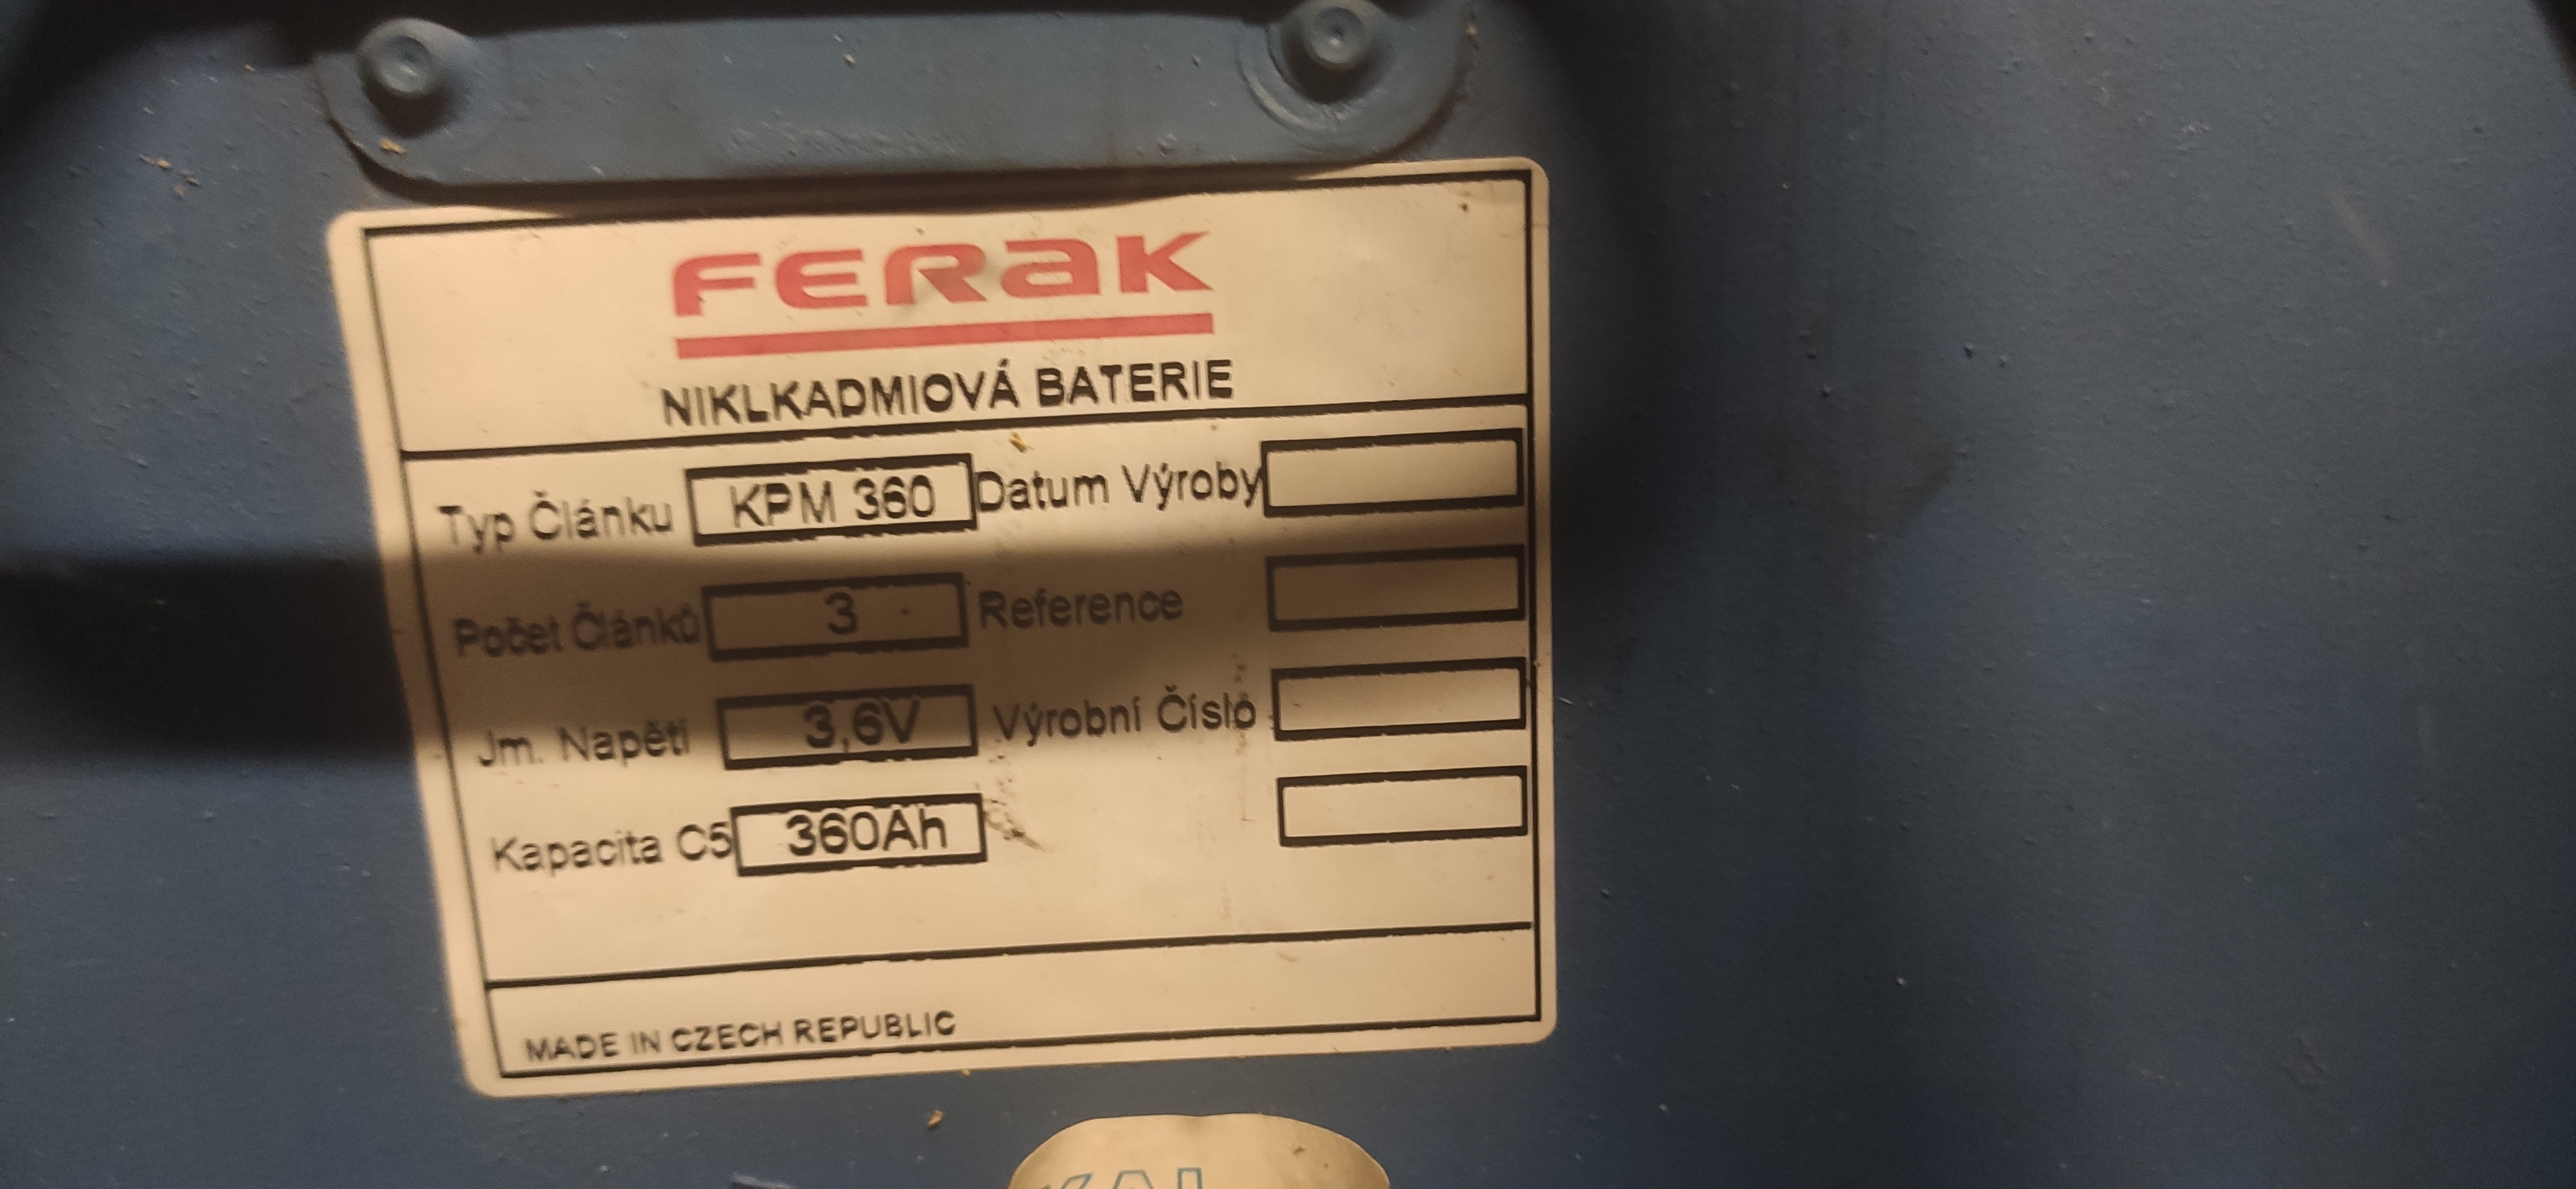 FERAK
NIKLKADMIOVÁ BATERIE
Typ Článku KPM 360 Datum Výroby
Počet Článků 3 Reference
Jm. Napětí 3,6V Výrobní Číslo
Kapacita C5 360Ah
MADE IN CZECH REPUBLIC